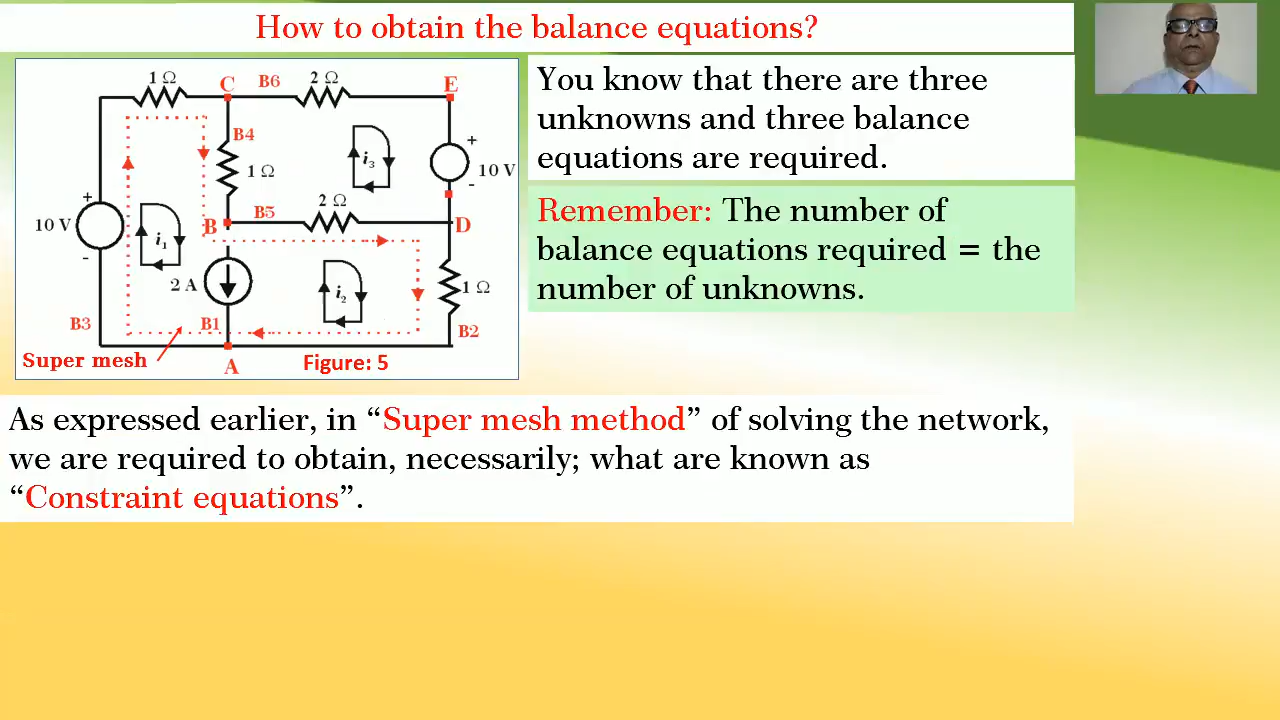 How to obtain the balance equations?
1 Ω
C
B6
2 Ω
E
B4
1 Ω
i3
+
10 V
-
+
10 V
-
i1
B
B5
2 Ω
D
2 A
i2
1 Ω
B3
B1
B2
Super mesh
A
Figure: 5
You know that there are three
unknowns and three balance
equations are required.
Remember: The number of
balance equations required = the
number of unknowns.
As expressed earlier, in “Super mesh method” of solving the network,
we are required to obtain, necessarily; what are known as
“Constraint equations”.